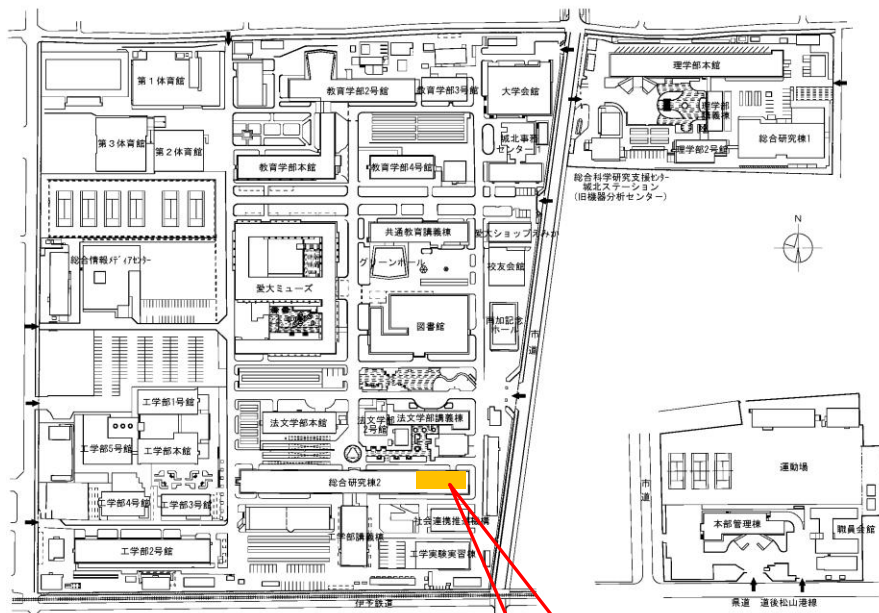 第1体育館
教育学部2号館
教育学部3号館
大学会館
理学部本館
理学部
講義棟
城北事務
センター
総合研究棟1
理学部2号館
第3体育館
第2体育館
教育学部本館
教育学部4号館
総合科学研究支援センター
城北ステーション
(旧機器分析センター)
N
共通教育講義棟
愛大ショップえみか
グリーンホール
校友会館
総合情報メディアセンター
愛大ミューズ
図書館
南加記念
ホール
市道
工学部1号館
法文学部本館
法文学部
2号館
法文学部講義棟
工学部5号館
工学部本館
運動場
市道
総合研究棟2
工学部4号館
工学部3号館
社会連携推進機構
本部管理棟
職員会館
工学部講義棟
工学部2号館
工学実験実習棟
伊予鉄道
県道 道後松山港線